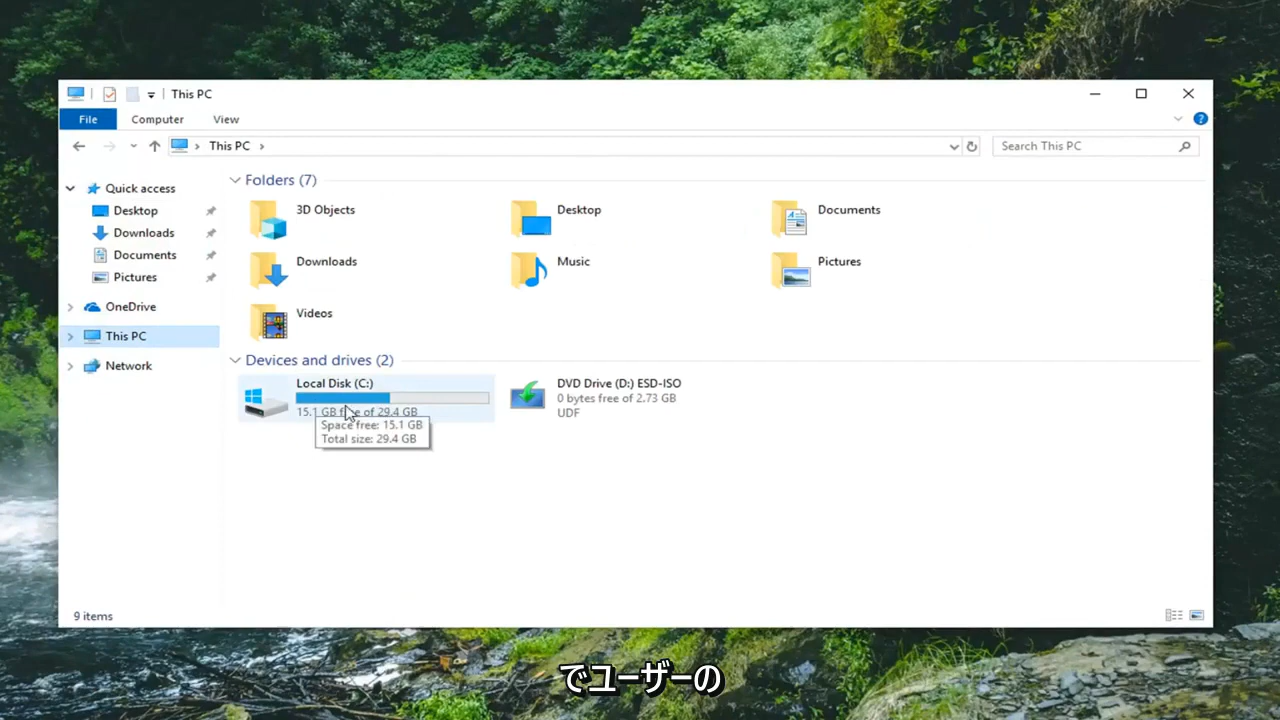 This PC
File Computer View
This PC
Search This PC
Quick access
Desktop
Downloads
Documents
Pictures
OneDrive
This PC
Network
Folders (7)
3D Objects
Desktop
Documents
Downloads
Music
Pictures
Videos
Devices and drives (2)
Local Disk (C:)
15.1 GB free of 29.4 GB
Space free: 15.1 GB
Total size: 29.4 GB
DVD Drive (D:) ESD-ISO
0 bytes free of 2.73 GB
UDF
9 items
でユーザーの